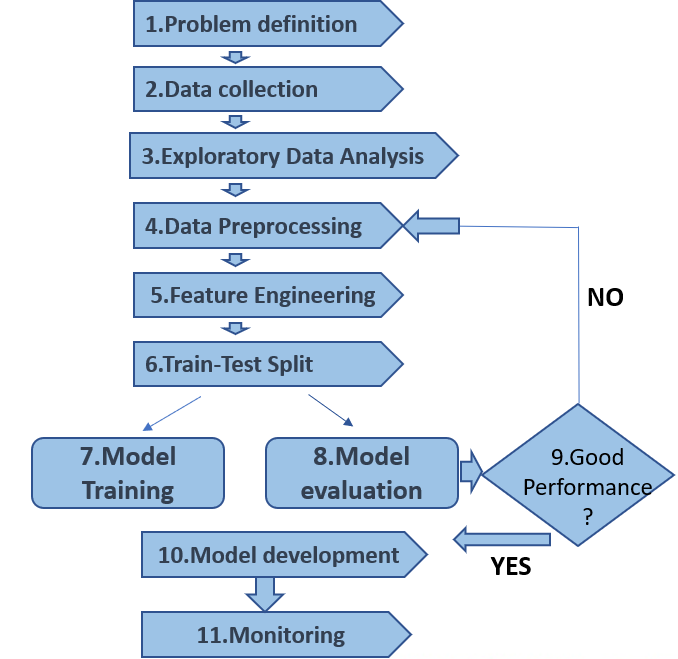 1.Problem definition
2.Data collection
3.Exploratory Data Analysis
4.Data Preprocessing
5.Feature Engineering
NO
6.Train-Test Split
7.Model
Training
8.Model
evaluation
9.Good
Performance
?
YES
10.Model development
11.Monitoring